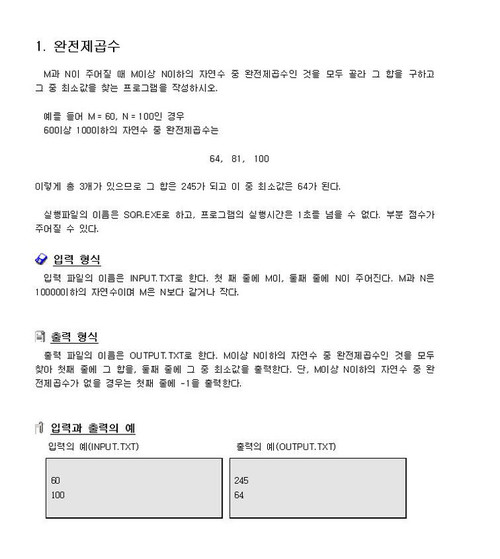 1. 완전제곱수
M과 N이 주어질 때 M이상 N이하의 자연수 중 완전제곱수인 것을 모두 골라 그 합을 구하고
그 중 최소값을 찾는 프로그램을 작성하시오.
예를 들어 M = 60, N = 100인 경우
60이상 100이하의 자연수 중 완전제곱수는
64, 81, 100
이렇게 총 3개가 있으므로 그 합은 245가 되고 이 중 최소값은 64가 된다.
실행파일의 이름은 SQR.EXE로 하고, 프로그램의 실행시간은 1초를 넘을 수 없다. 부분 점수가
주어질 수 있다.
입력 형식
입력 파일의 이름은 INPUT.TXT로 한다. 첫 째 줄에 M이, 둘째 줄에 N이 주어진다. M과 N은
10000이하의 자연수이며 M은 N보다 같거나 작다.
출력 형식
출력 파일의 이름은 OUTPUT.TXT로 한다. M이상 N이하의 자연수 중 완전제곱수인 것을 모두
찾아 첫째 줄에 그 합을, 둘째 줄에 그 중 최소값을 출력한다. 단, M이상 N이하의 자연수 중 완
전제곱수가 없을 경우는 첫째 줄에 -1을 출력한다.
입력과 출력의 예
입력의 예(INPUT.TXT) 출력의 예(OUTPUT.TXT)
60 245
100 64